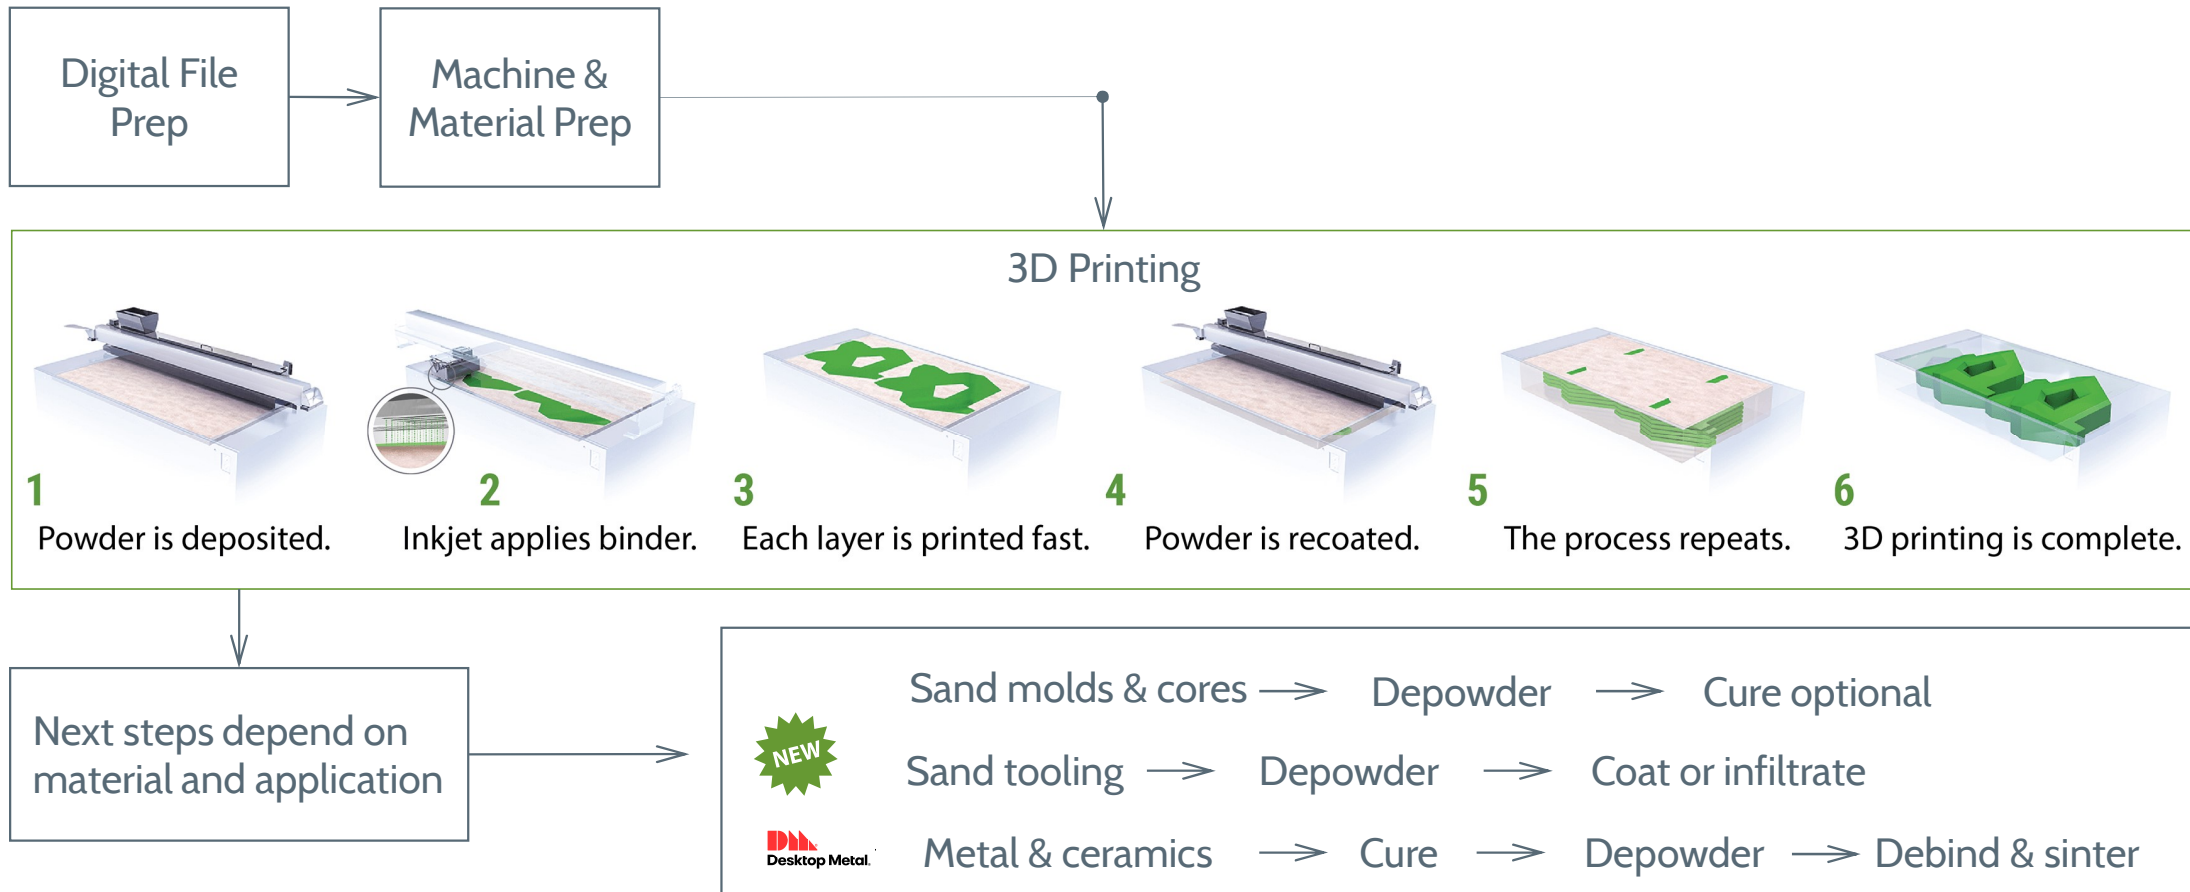 Digital File
Prep
Machine &
Material Prep
3D Printing
1
Powder is deposited.
2
Inkjet applies binder.
3
Each layer is printed fast.
4
Powder is recoated.
5
The process repeats.
6
3D printing is complete.
Next steps depend on
material and application
Sand molds & cores
Depowder
Cure optional
NEW
Sand tooling
Depowder
Coat or infiltrate
Desktop Metal.
Metal & ceramics
Cure
Depowder
Debind & sinter